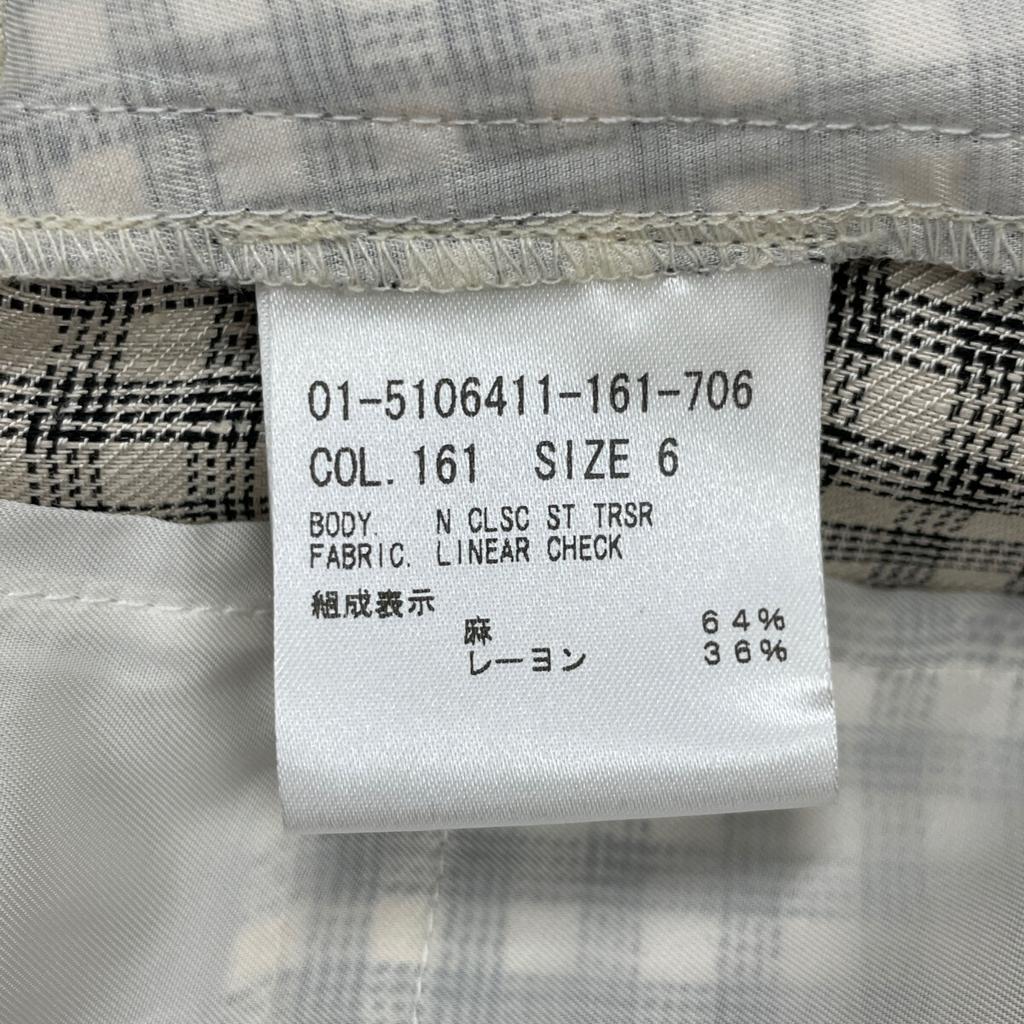 01-5106411-161-706
COL. 161 SIZE 6
BODY. N CLSC ST TRSR
FABRIC. LINEAR CHECK
組成表示
麻 64%
レーヨン 36%